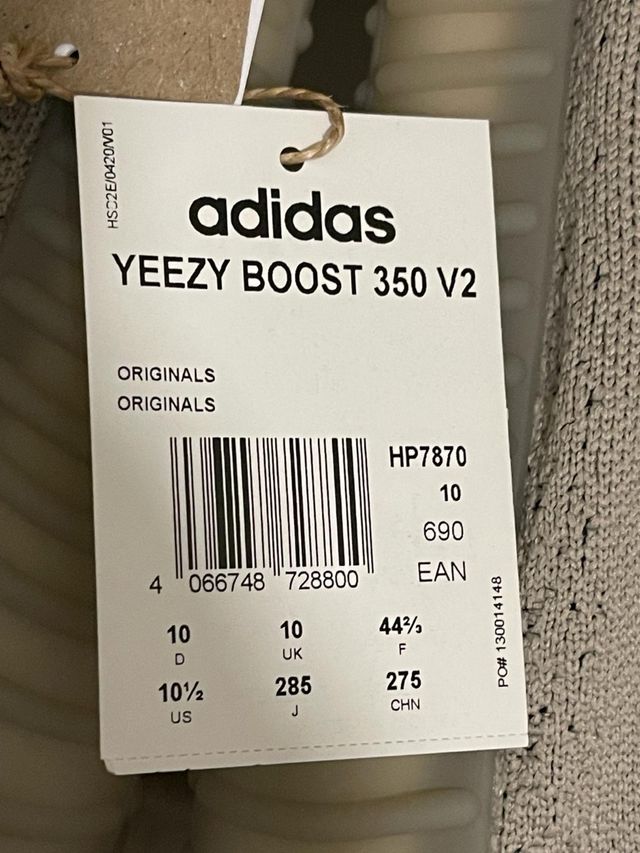 HSC2E/0420/V01
adidas
YEEZY BOOST 350 V2
ORIGINALS
ORIGINALS
HP7870
10
690
EAN
4 066748 728800
10 10 44⅔
D UK F
10½ 285 275
US J CHN
PO# 130014148